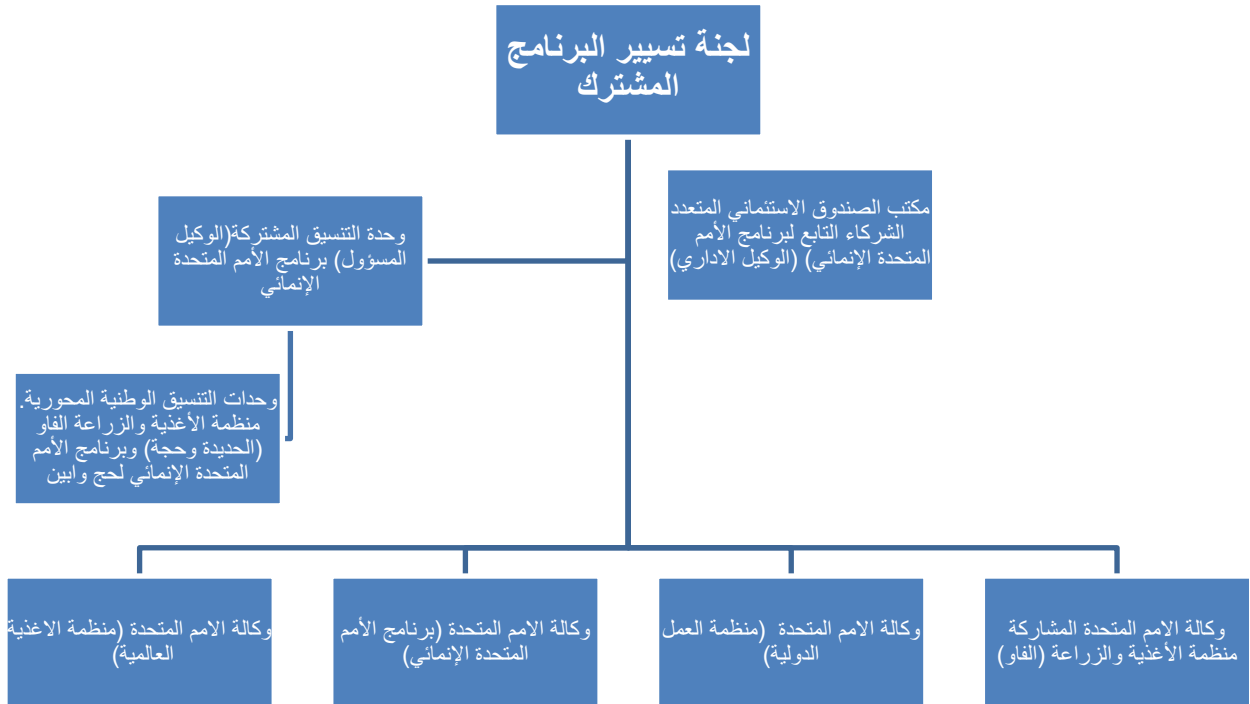 لجنة تسيير البرنامج
المشترك
مكتب الصندوق الاستئماني المتعدد
الشركاء التابع لبرنامج الأمم
المتحدة الإنمائي) (الوكيل الاداري)
وحدة التنسيق المشتركة(الوكيل
المسؤول) برنامج الأمم المتحدة
الإنمائي
وحدات التنسيق الوطنية المحورية.
منظمة الأغذية والزراعة الفاو
(الحديدة وحجة) وبرنامج الأمم
المتحدة الإنمائي لحج وابين
وكالة الامم المتحدة المشاركة
منظمة الأغذية والزراعة (الفاو)
وكالة الامم المتحدة (منظمة العمل
الدولية)
وكالة الامم المتحدة (برنامج الأمم
المتحدة الإنمائي)
وكالة الامم المتحدة (منظمة الاغذية
العالمية)